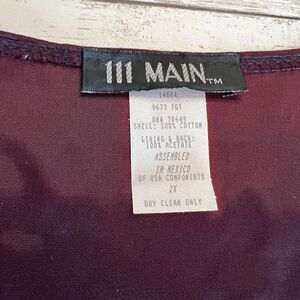 111 MAIN™
14004
9673 TGT
RN# 70649
SHELL: 100% COTTON
LINING & BACK:
100% ACETATE
ASSEMBLED
IN MEXICO
OF USA COMPONENTS
2X
DRY CLEAN ONLY